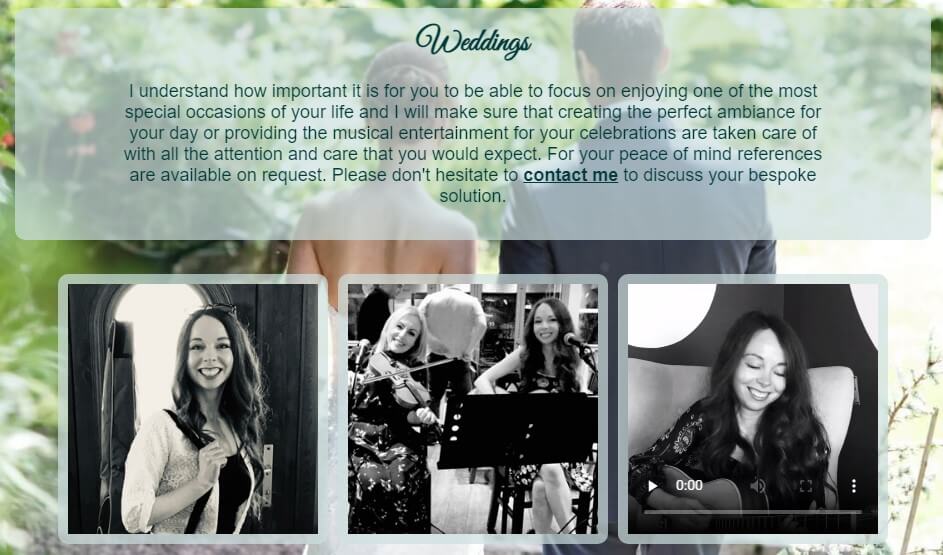 Weddings
I understand how important it is for you to be able to focus on enjoying one of the most
special occasions of your life and I will make sure that creating the perfect ambiance for
your day or providing the musical entertainment for your celebrations are taken care of
with all the attention and care that you would expect. For your peace of mind references
are available on request. Please don't hesitate to contact me to discuss your bespoke
solution.
0:00